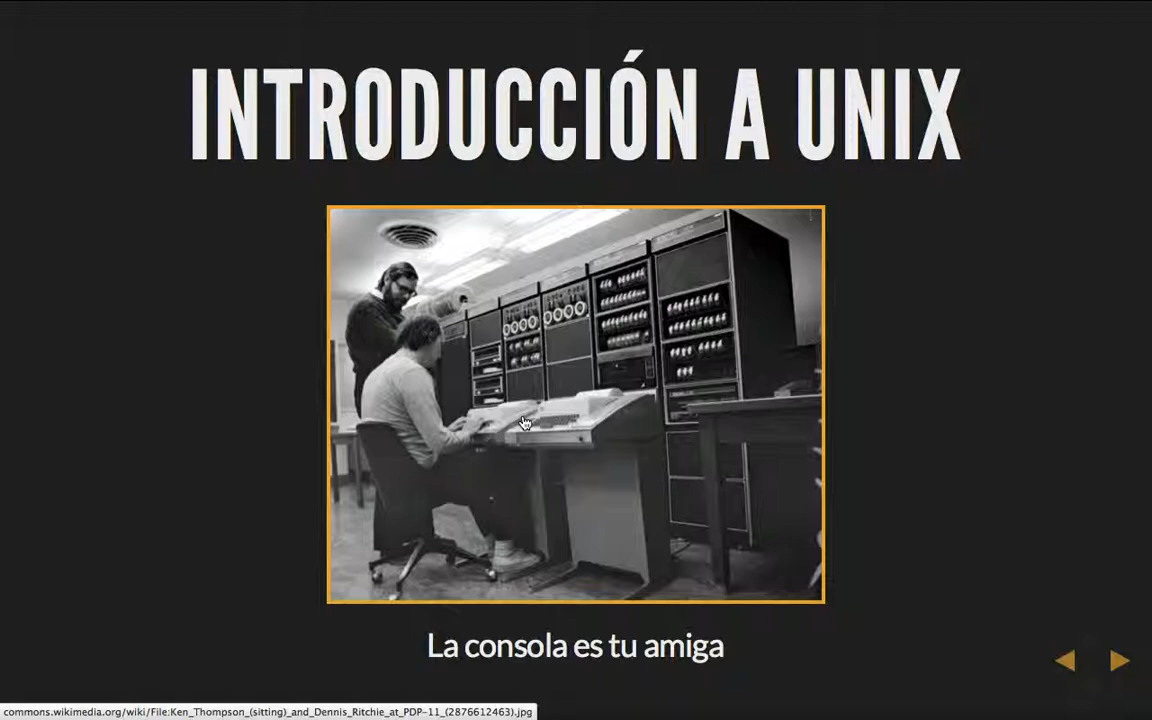 INTRODUCCIÓN A UNIX
La consola es tu amiga
commons.wikimedia.org/wiki/File:Ken_Thompson_(sitting)_and_Dennis_Ritchie_at_PDP-11_(2876612463).jpg